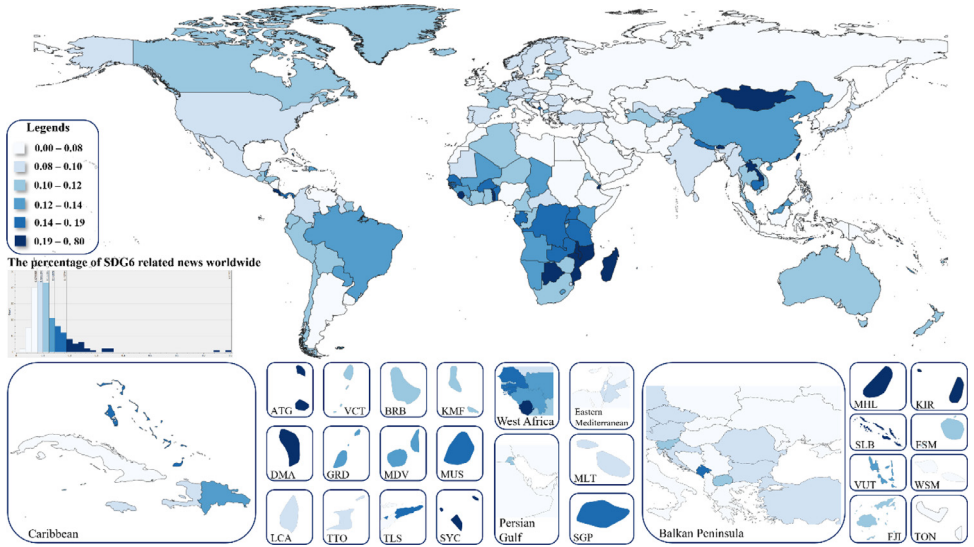 Legends
0.00 – 0.08
0.08 – 0.10
0.10 – 0.12
0.12 – 0.14
0.14 – 0.19
0.19 – 0.80
The percentage of SDG6 related news worldwide
Caribbean
ATG
VCT
BRB
KMF
DMA
GRD
MDV
MUS
LCA
TTO
TLS
SYC
West Africa
Eastern
Mediterranean
Persian
Gulf
MLT
SGP
Balkan Peninsula
MHL
KIR
SLB
FSM
VUT
WSM
FJI
TON